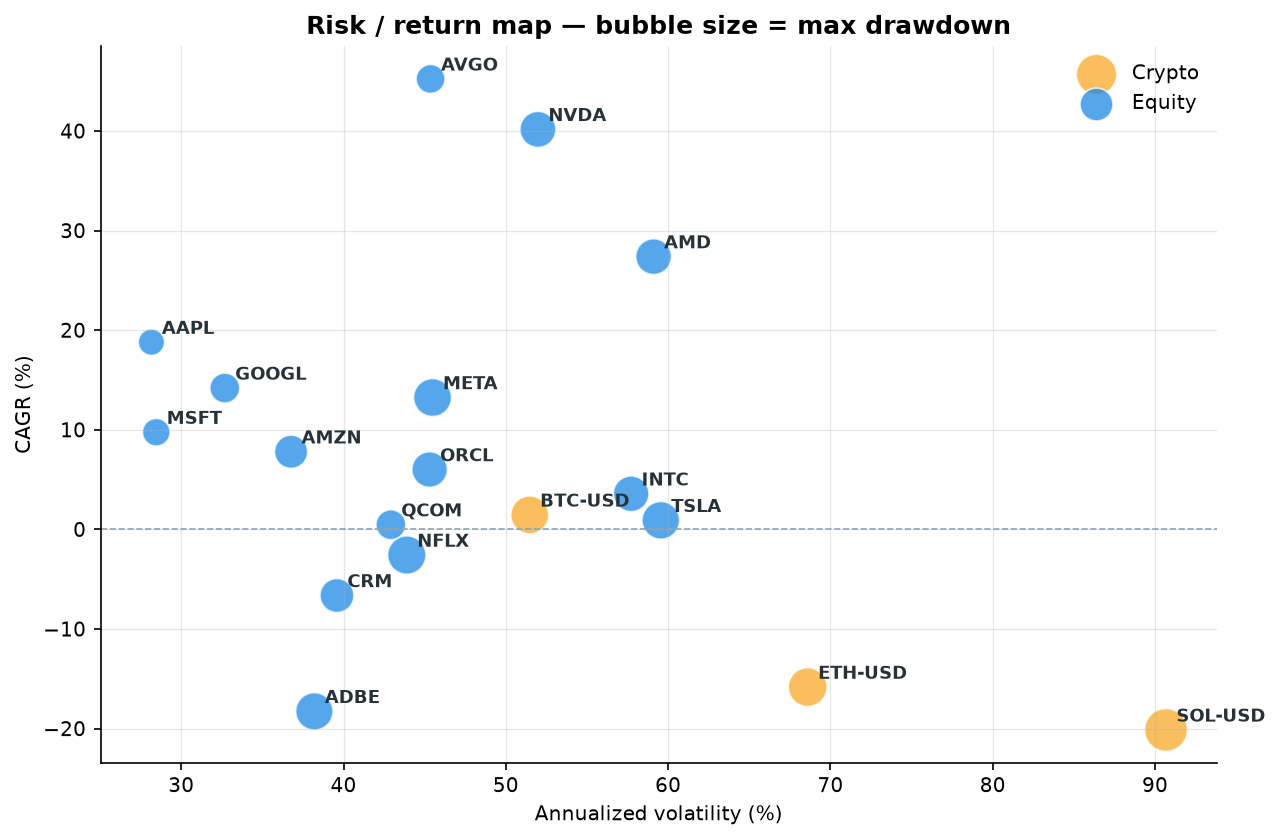 Risk / return map — bubble size = max drawdown
Crypto
Equity
AVGO
NVDA
AMD
AAPL
GOOGL
META
MSFT
AMZN
ORCL
INTC
BTC-USD
TSLA
QCOM
NFLX
CRM
ETH-USD
ADBE
SOL-USD
CAGR (%)
40
30
20
10
0
−10
−20
30 40 50 60 70 80 90
Annualized volatility (%)